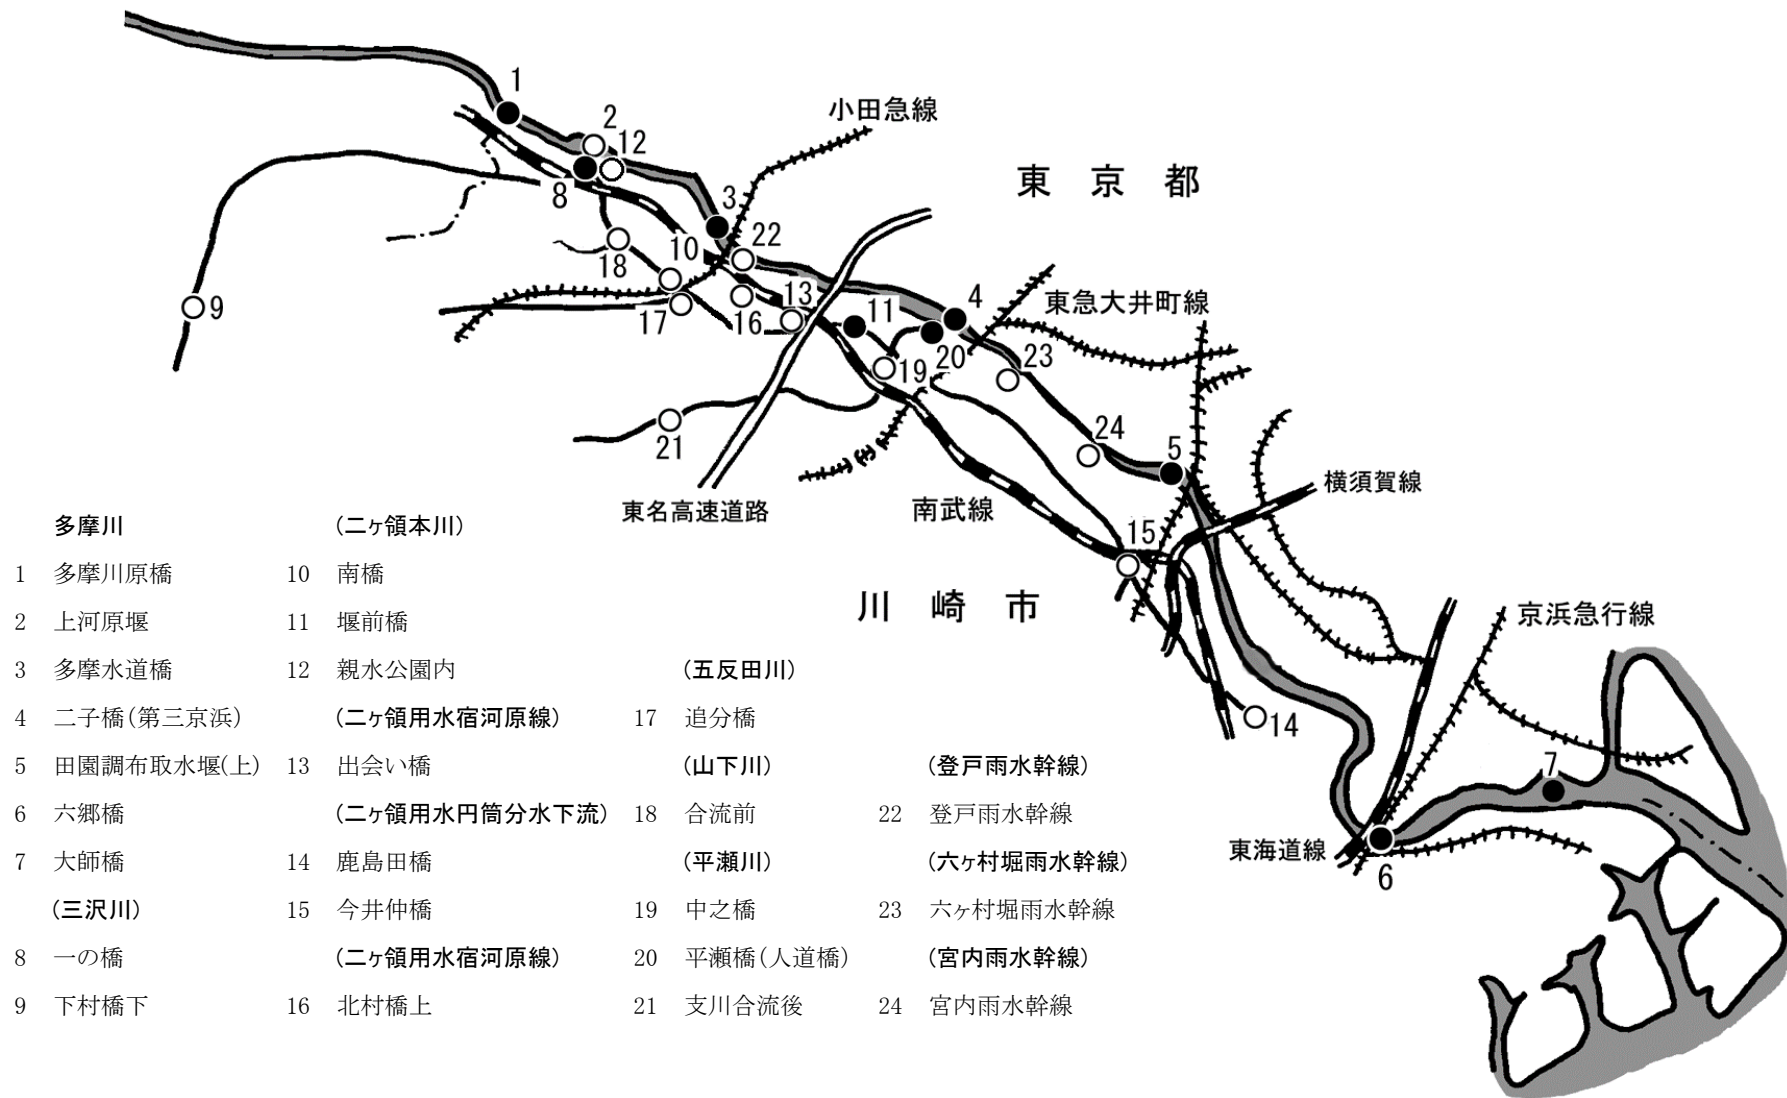 1
2
小田急線
12
東京都
8
3
10
22
18
9
13
11
4
東急大井町線
17
16
20
23
19
24
21
5
横須賀線
東名高速道路
南武線
15
川崎市
京浜急行線
14
7
東海道線
6
多摩川 (二ヶ領本川)
1 多摩川原橋 10 南橋
2 上河原堰 11 堰前橋
3 多摩水道橋 12 親水公園内 (五反田川)
4 二子橋(第三京浜) (二ヶ領用水宿河原線) 17 追分橋
5 田園調布取水堰(上) 13 出会い橋 (山下川) (登戸雨水幹線)
6 六郷橋 (二ヶ領用水円筒分水下流) 18 合流前 22 登戸雨水幹線
7 大師橋 14 鹿島田橋 (平瀬川) (六ヶ村堀雨水幹線)
(三沢川) 15 今井仲橋 19 中之橋 23 六ヶ村堀雨水幹線
8 一の橋 (二ヶ領用水宿河原線) 20 平瀬橋(人道橋) (宮内雨水幹線)
9 下村橋下 16 北村橋上 21 支川合流後 24 宮内雨水幹線